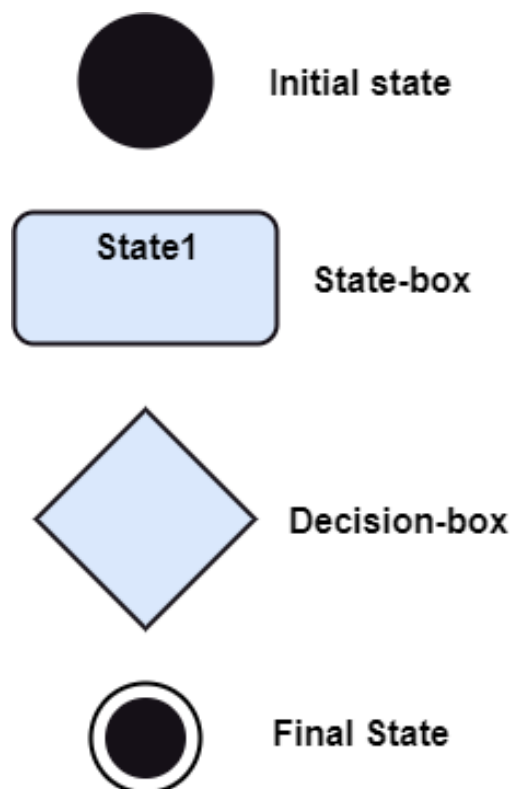 Initial state
State1
State-box
Decision-box
Final State